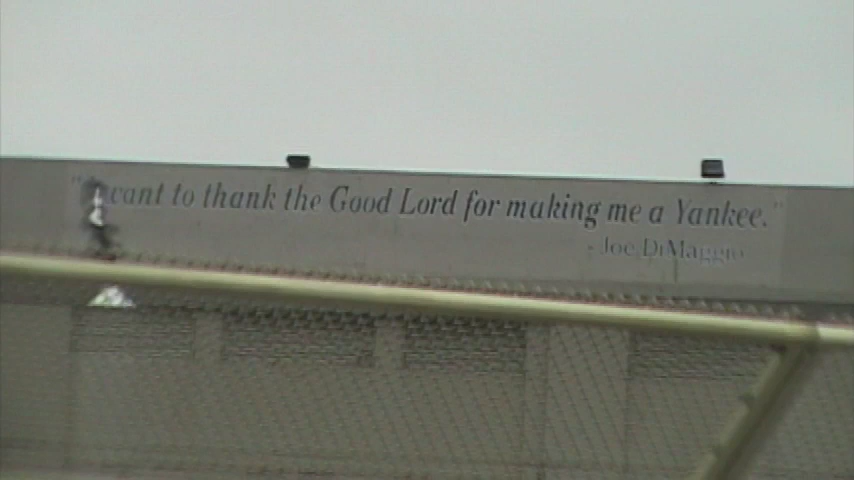 "I want to thank the Good Lord for making me a Yankee."
- Joe DiMaggio